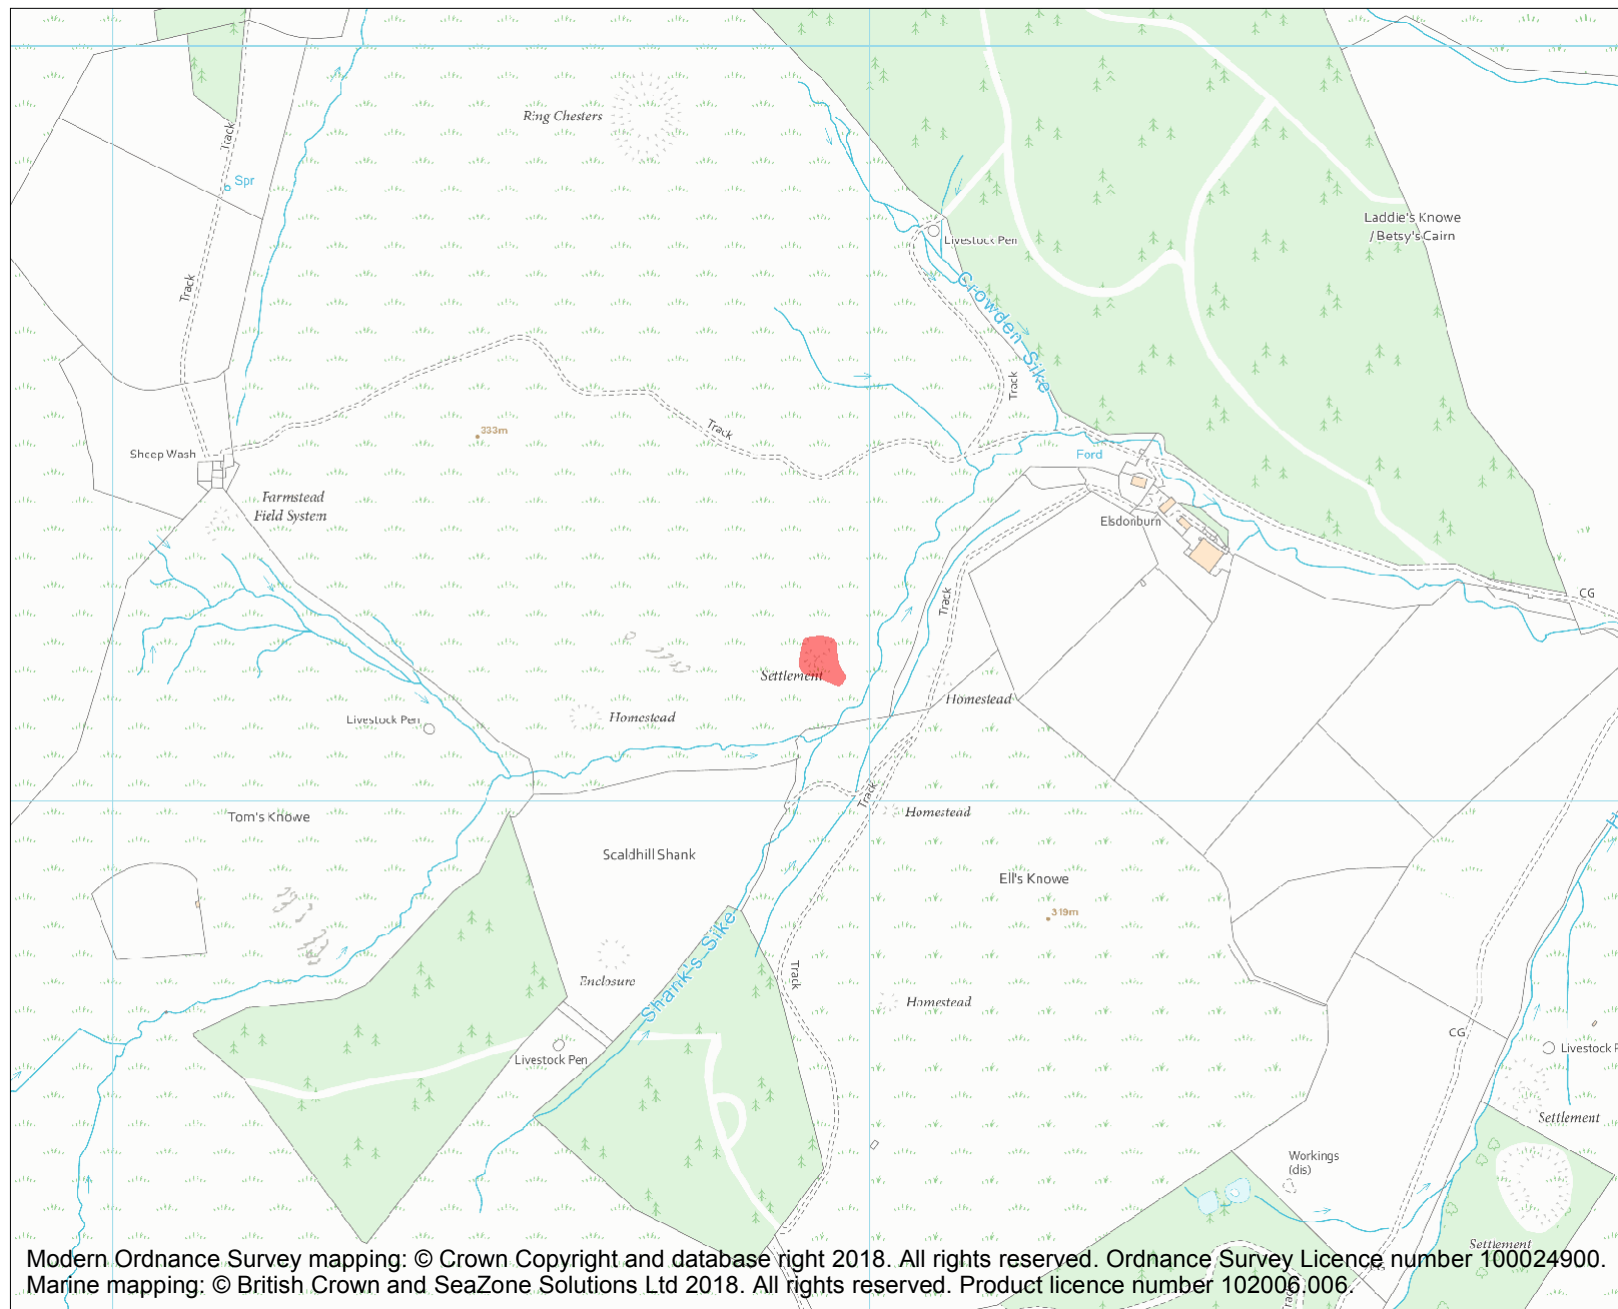 Ring Chesters
Track
Spr
Livestock Pen
Laddie's Knowe
/ Betsy's Cairn
Track
Crowden Sike
Track
333m
Track
Sheep Wash
Ford
Farmstead
Field System
Elsdonburn
CG
Track
Settlement
Homestead
Homestead
Livestock Pen
Track
Homestead
Tom's Knowe
Scaldhill Shank
Ell's Knowe
319m
Shank's Sike
Enclosure
Track
Homestead
CG
Livestock Pen
Livestock P
Settlement
Workings
(dis)
Settlement
Modern Ordnance Survey mapping: © Crown Copyright and database right 2018. All rights reserved. Ordnance Survey Licence number 100024900.
Marine mapping: © British Crown and SeaZone Solutions Ltd 2018. All rights reserved. Product licence number 102006.006.